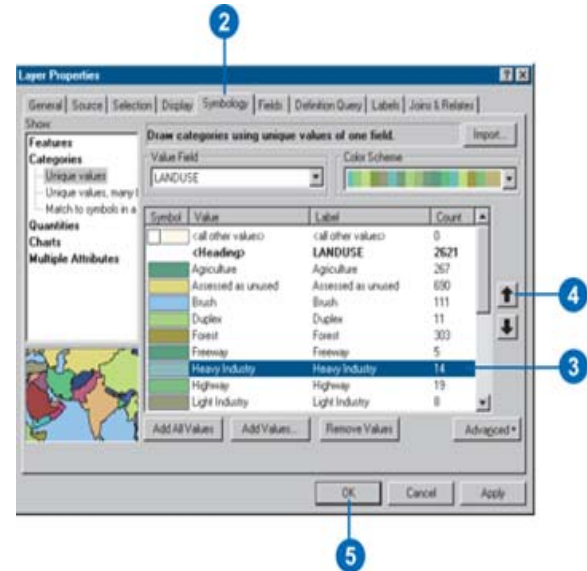 2
Layer Properties
General Source Selection Display Symbology Fields Definition Query Labels Joins & Relates
Show:
Features
Categories
Unique values
Unique values, many
Match to symbols in a
Quantities
Charts
Multiple Attributes
Draw categories using unique values of one field.
Import...
Value Field
LANDUSE
Color Scheme
Symbol Value Label Count
<all other values> <all other values> 0
<Heading> LANDUSE 2621
Agriculture Agriculture 267
Assessed as unused Assessed as unused 690
Brush Brush 111
Duplex Duplex 11
Forest Forest 303
Freeway Freeway 5
Heavy Industry Heavy Industry 14
Highway Highway 19
Light Industry Light Industry 8
4
3
Add All Values Add Values... Remove Values Advanced
OK Cancel Apply
5